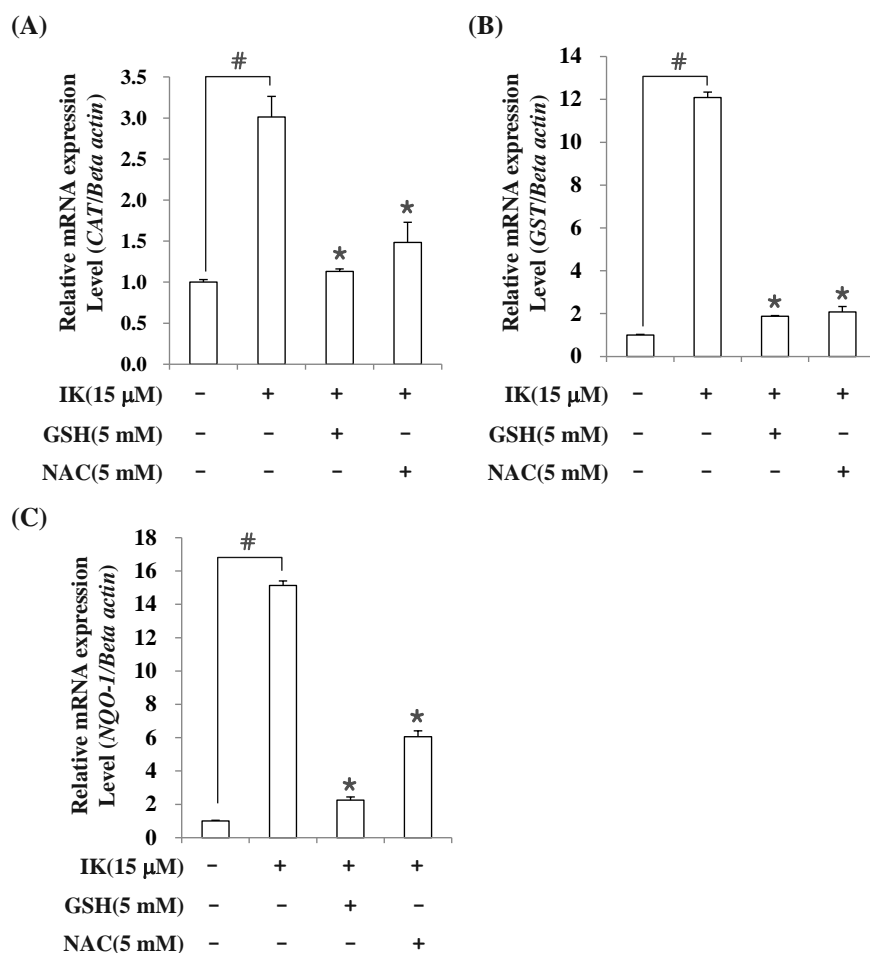 (A)
#
3.5
3.0
2.5
2.0
1.5
1.0
0.5
0.0
Relative mRNA expression
Level (CAT/Beta actin)
* *
IK(15 μM) − + + +
GSH(5 mM) − − + −
NAC(5 mM) − − − +
(B)
#
14
12
10
8
6
4
2
0
Relative mRNA expression
Level (GST/Beta actin)
* *
IK(15 μM) − + + +
GSH(5 mM) − − + −
NAC(5 mM) − − − +
(C)
#
18
16
14
12
10
8
6
4
2
0
Relative mRNA expression
Level (NQO-1/Beta actin)
* *
IK(15 μM) − + + +
GSH(5 mM) − − + −
NAC(5 mM) − − − +